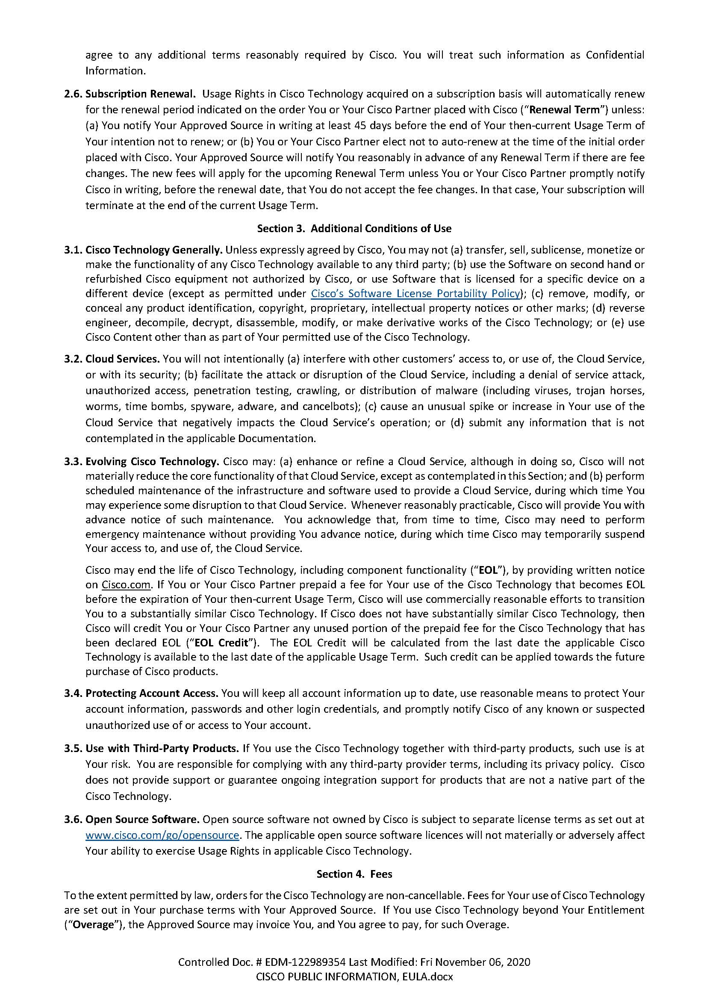 agree to any additional terms reasonably required by Cisco. You will treat such information as Confidential
Information.
2.6. Subscription Renewal. Usage Rights in Cisco Technology acquired on a subscription basis will automatically renew
for the renewal period indicated on the order You or Your Cisco Partner placed with Cisco (“Renewal Term”) unless:
(a) You notify Your Approved Source in writing at least 45 days before the end of Your then-current Usage Term of
Your intention not to renew; or (b) You or Your Cisco Partner elect not to auto-renew at the time of the initial order
placed with Cisco. Your Approved Source will notify You reasonably in advance of any Renewal Term if there are fee
changes. The new fees will apply for the upcoming Renewal Term unless You or Your Cisco Partner promptly notify
Cisco in writing, before the renewal date, that You do not accept the fee changes. In that case, Your subscription will
terminate at the end of the current Usage Term.
Section 3. Additional Conditions of Use
3.1. Cisco Technology Generally. Unless expressly agreed by Cisco, You may not (a) transfer, sell, sublicense, monetize or
make the functionality of any Cisco Technology available to any third party; (b) use the Software on second hand or
refurbished Cisco equipment not authorized by Cisco, or use Software that is licensed for a specific device on a
different device (except as permitted under Cisco’s Software License Portability Policy); (c) remove, modify, or
conceal any product identification, copyright, proprietary, intellectual property notices or other marks; (d) reverse
engineer, decompile, decrypt, disassemble, modify, or make derivative works of the Cisco Technology; or (e) use
Cisco Content other than as part of Your permitted use of the Cisco Technology.
3.2. Cloud Services. You will not intentionally (a) interfere with other customers’ access to, or use of, the Cloud Service,
or with its security; (b) facilitate the attack or disruption of the Cloud Service, including a denial of service attack,
unauthorized access, penetration testing, crawling, or distribution of malware (including viruses, trojan horses,
worms, time bombs, spyware, adware, and cancelbots); (c) cause an unusual spike or increase in Your use of the
Cloud Service that negatively impacts the Cloud Service’s operation; or (d) submit any information that is not
contemplated in the applicable Documentation.
3.3. Evolving Cisco Technology. Cisco may: (a) enhance or refine a Cloud Service, although in doing so, Cisco will not
materially reduce the core functionality of that Cloud Service, except as contemplated in this Section; and (b) perform
scheduled maintenance of the infrastructure and software used to provide a Cloud Service, during which time You
may experience some disruption to that Cloud Service. Whenever reasonably practicable, Cisco will provide You with
advance notice of such maintenance. You acknowledge that, from time to time, Cisco may need to perform
emergency maintenance without providing You advance notice, during which time Cisco may temporarily suspend
Your access to, and use of, the Cloud Service.
Cisco may end the life of Cisco Technology, including component functionality (“EOL”), by providing written notice
on Cisco.com. If You or Your Cisco Partner prepaid a fee for Your use of the Cisco Technology that becomes EOL
before the expiration of Your then-current Usage Term, Cisco will use commercially reasonable efforts to transition
You to a substantially similar Cisco Technology. If Cisco does not have substantially similar Cisco Technology, then
Cisco will credit You or Your Cisco Partner any unused portion of the prepaid fee for the Cisco Technology that has
been declared EOL (“EOL Credit”). The EOL Credit will be calculated from the last date the applicable Cisco
Technology is available to the last date of the applicable Usage Term. Such credit can be applied towards the future
purchase of Cisco products.
3.4. Protecting Account Access. You will keep all account information up to date, use reasonable means to protect Your
account information, passwords and other login credentials, and promptly notify Cisco of any known or suspected
unauthorized use of or access to Your account.
3.5. Use with Third-Party Products. If You use the Cisco Technology together with third-party products, such use is at
Your risk. You are responsible for complying with any third-party provider terms, including its privacy policy. Cisco
does not provide support or guarantee ongoing integration support for products that are not a native part of the
Cisco Technology.
3.6. Open Source Software. Open source software not owned by Cisco is subject to separate license terms as set out at
www.cisco.com/go/opensource. The applicable open source software licences will not materially or adversely affect
Your ability to exercise Usage Rights in applicable Cisco Technology.
Section 4. Fees
To the extent permitted by law, orders for the Cisco Technology are non-cancellable. Fees for Your use of Cisco Technology
are set out in Your purchase terms with Your Approved Source. If You use Cisco Technology beyond Your Entitlement
(“Overage”), the Approved Source may invoice You, and You agree to pay, for such Overage.
Controlled Doc. # EDM-122989354 Last Modified: Fri November 06, 2020
CISCO PUBLIC INFORMATION, EULA.docx